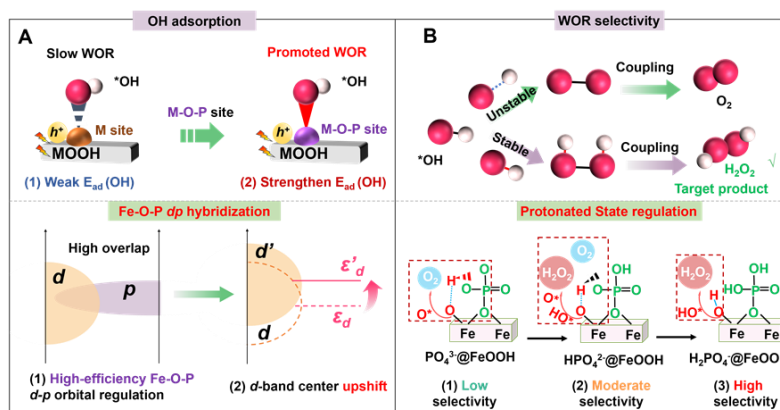 A
OH adsorption
Slow WOR
*OH
h⁺
M site
MOOH
(1) Weak E_ad (OH)
M-O-P site
Promoted WOR
*OH
h⁺
M-O-P site
MOOH
(2) Strengthen E_ad (OH)
Fe-O-P dp hybridization
High overlap
d
p
(1) High-efficiency Fe-O-P
d-p orbital regulation
d'
ε'_d
ε_d
d
(2) d-band center upshift
B
WOR selectivity
*OH
Unstable
Coupling
O₂
Stable
Coupling
H₂O₂
√
Target product
Protonated State regulation
O₂
H
O
O
P
O
O
O*
O
Fe
Fe
PO₄³⁻@FeOOH
(1) Low
selectivity
O₂
H₂O₂
H
OH
O
P
O
O
O*
HO*
O
Fe
Fe
HPO₄²⁻@FeOOH
(2) Moderate
selectivity
H₂O₂
H
OH
HO
P
O
O
HO*
O
Fe
Fe
H₂PO₄⁻@FeOO
(3) High
selectivity